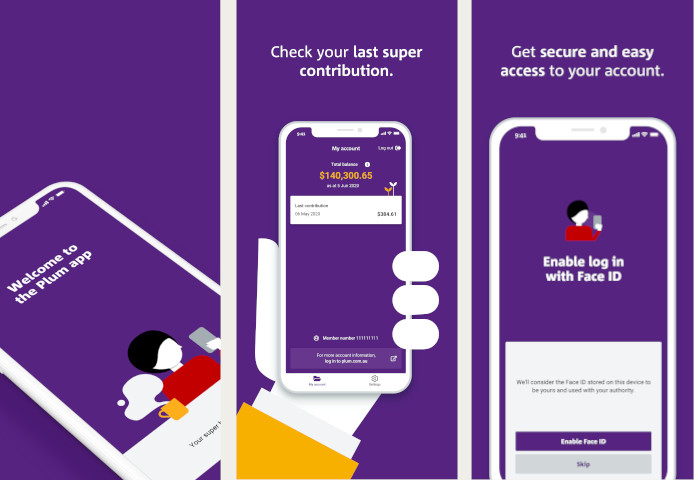 Welcome to
the Plum app
Your super
Check your last super
contribution.
9:41
My account
Log out
Total balance
$140,300.65
as at 5 Jun 2020
Last contribution
06 May 2020
$384.61
Member number 111111111
For more account information,
log in to plum.com.au
My account
Settings
Get secure and easy
access to your account.
9:41
Enable log in
with Face ID
We'll consider the Face ID stored on this device to
be yours and used with your authority.
Enable Face ID
Skip